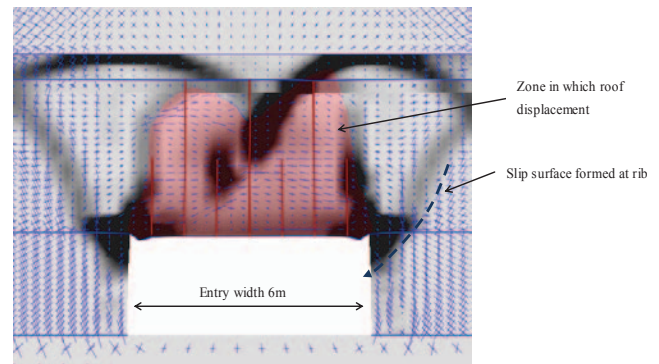 Zone in which roof
displacement
Slip surface formed at rib
Entry width 6m